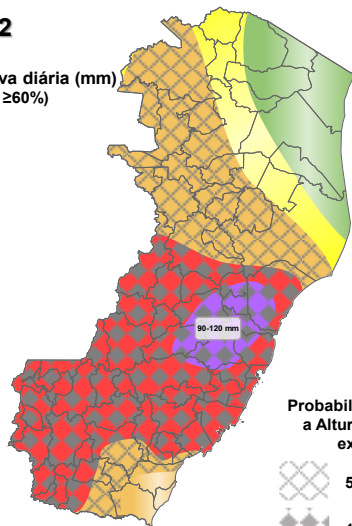 2
va diária (mm)
≥60%)
90-120 mm
Probabil
a Altur
ex
5